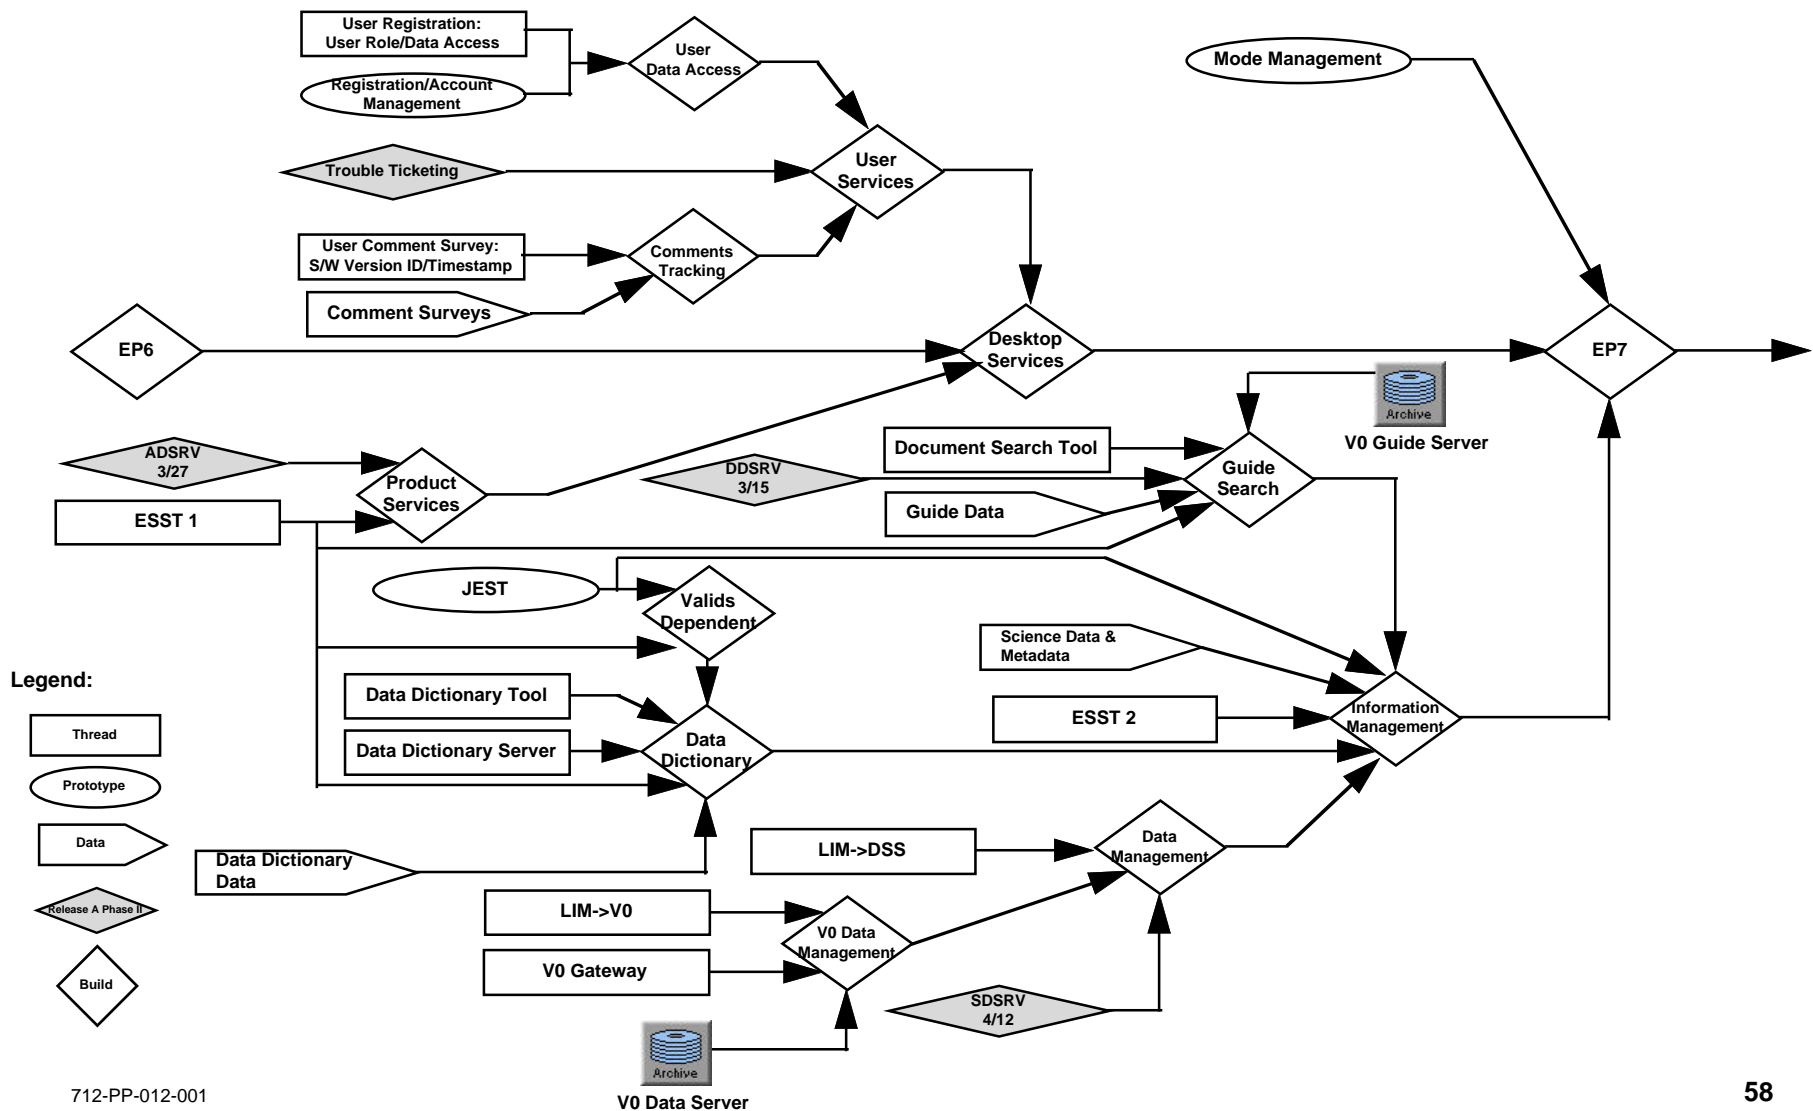 User Registration:
User Role/Data Access
Registration/Account
Management
User
Data Access
Mode Management
Trouble Ticketing
User
Services
User Comment Survey:
S/W Version ID/Timestamp
Comments
Tracking
Comment Surveys
EP6
Desktop
Services
EP7
Archive
V0 Guide Server
ADSRV
3/27
Product
Services
Document Search Tool
DDSRV
3/15
Guide
Search
ESST 1
Guide Data
JEST
Valids
Dependent
Science Data &
Metadata
Legend:
Data Dictionary Tool
ESST 2
Information
Management
Thread
Data Dictionary Server
Data
Dictionary
Prototype
Data
Data Dictionary
Data
LIM->DSS
Data
Management
Release A Phase II
LIM->V0
V0 Data
Management
V0 Gateway
Build
SDSRV
4/12
Archive
V0 Data Server
712-PP-012-001
58